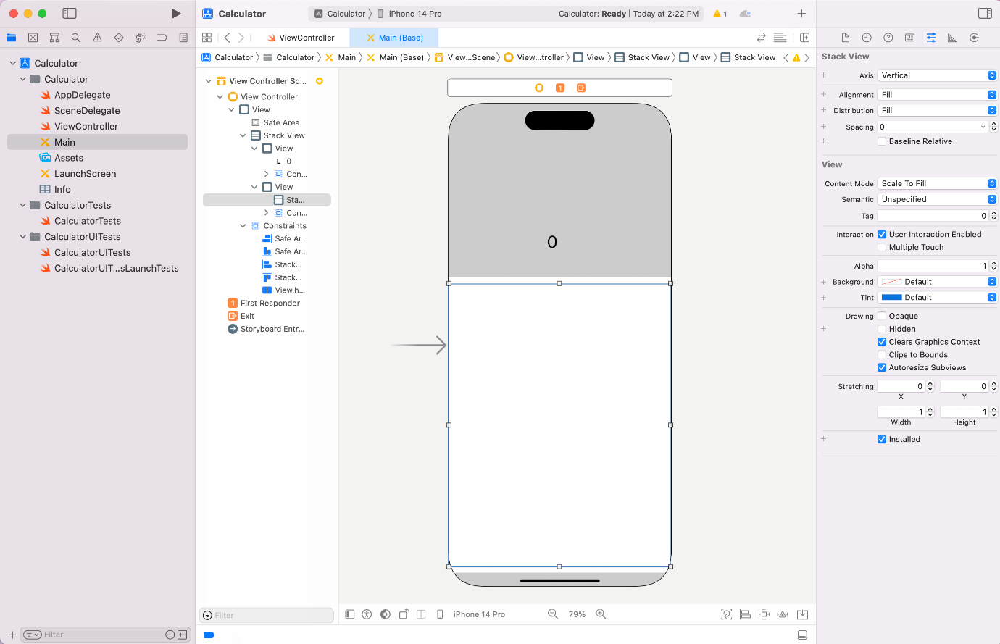 Calculator
Calculator
AppDelegate
SceneDelegate
ViewController
Main
Assets
LaunchScreen
Info
CalculatorTests
CalculatorTests
CalculatorUITests
CalculatorUITests
CalculatorUIT...sLaunchTests
Filter
Calculator
Calculator
iPhone 14 Pro
Calculator: Ready | Today at 2:22 PM
1
ViewController
Main (Base)
Calculator
Calculator
Main
Main (Base)
View...Scene
View...troller
View
Stack View
View
Stack View
View Controller Sc...
View Controller
View
Safe Area
Stack View
View
L 0
Con...
View
Sta...
Con...
Constraints
Safe Ar...
Safe Ar...
Stack...
Stack...
View.h...
1 First Responder
Exit
Storyboard Entr...
Filter
1
0
iPhone 14 Pro
79%
Stack View
Axis Vertical
Alignment Fill
Distribution Fill
Spacing 0
Baseline Relative
View
Content Mode Scale To Fill
Semantic Unspecified
Tag 0
Interaction User Interaction Enabled
Multiple Touch
Alpha 1
Background Default
Tint Default
Drawing Opaque
Hidden
Clears Graphics Context
Clips to Bounds
Autoresize Subviews
Stretching 0 0
X Y
1 1
Width Height
Installed